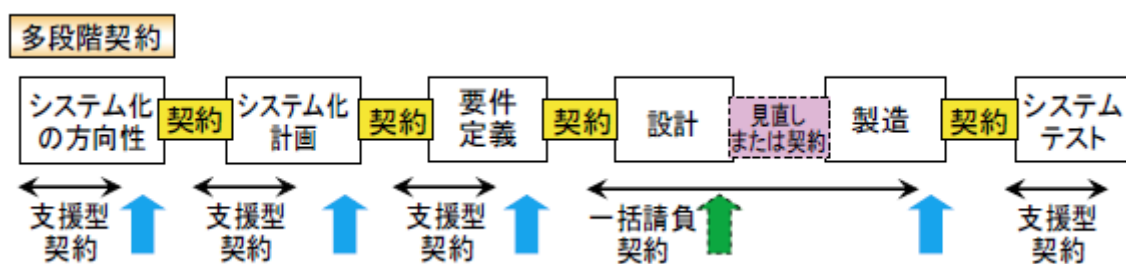 多段階契約
システム化
の方向性
契約
システム化
計画
契約
要件
定義
契約
設計
見直し
または契約
製造
契約
システム
テスト
支援型
契約
支援型
契約
支援型
契約
一括請負
契約
支援型
契約